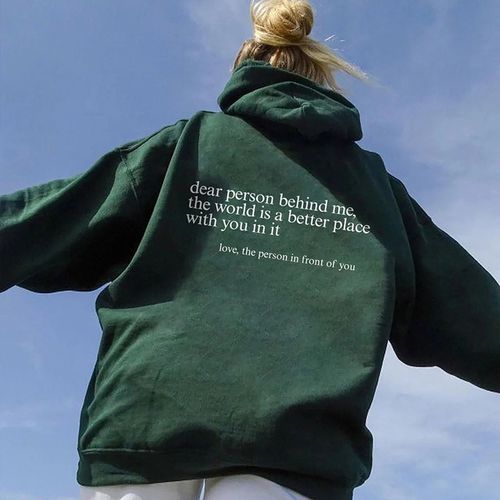 dear person behind me,
the world is a better place
with you in it
love, the person in front of you